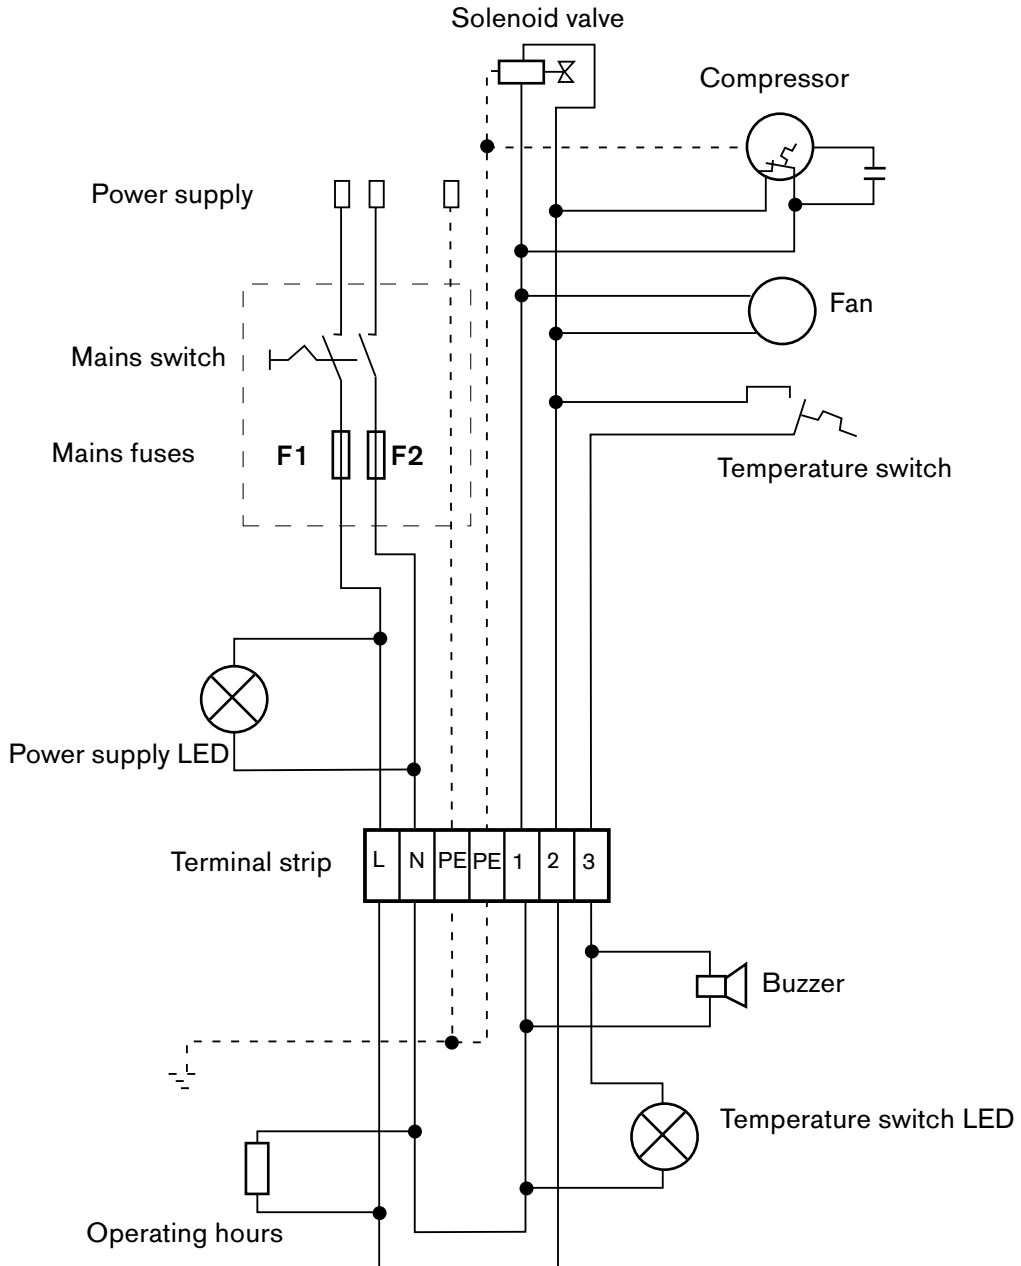 Solenoid valve
Compressor
Power supply
Fan
Mains switch
Mains fuses
F1
F2
Temperature switch
Power supply LED
Terminal strip
L
N
PE
PE
1
2
3
Buzzer
Temperature switch LED
Operating hours